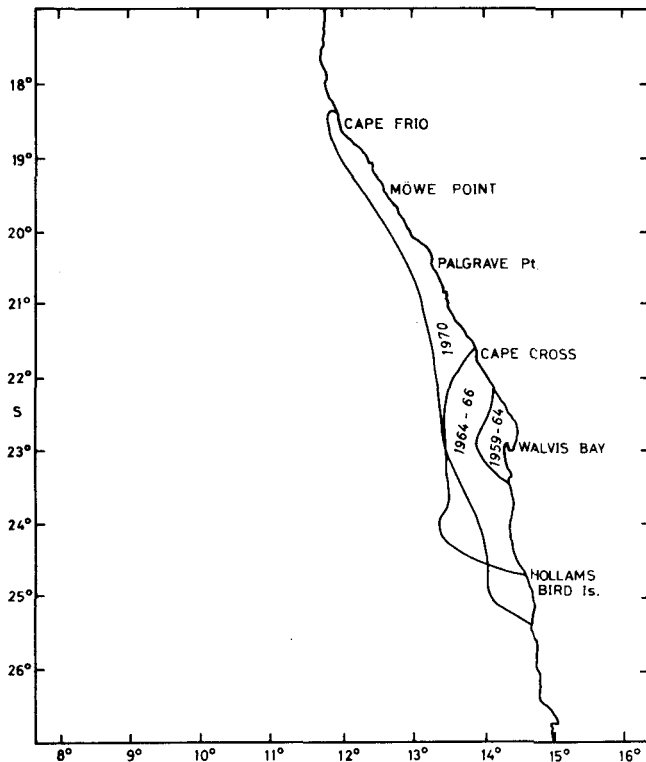 18°
CAPE FRIO
19°
MÖWE POINT
20°
PALGRAVE Pt.
21°
1970
CAPE CROSS
22°
S
1964-66
1959-64
23°
WALVIS BAY
24°
HOLLAMS
BIRD Is.
25°
26°
8° 9° 10° 11° 12° 13° 14° 15° 16°